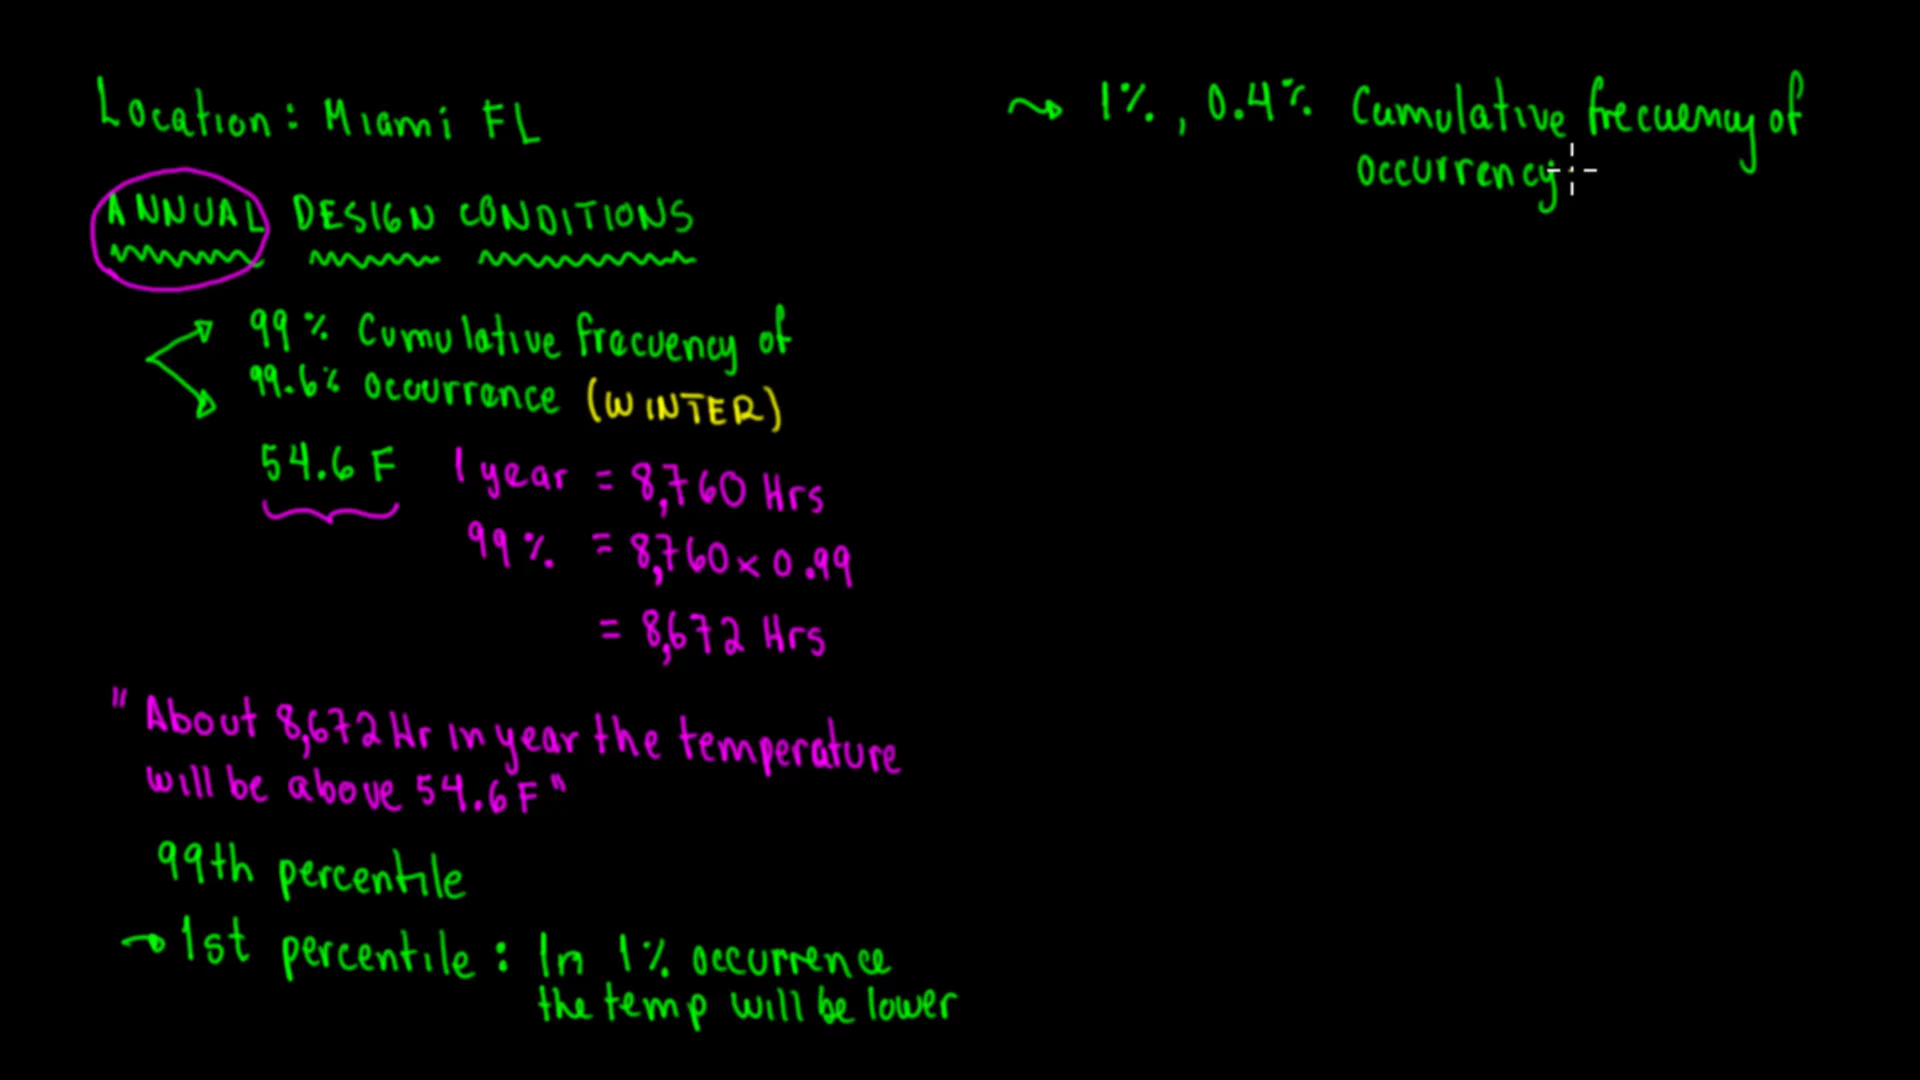 Location: Miami FL
ANNUAL DESIGN CONDITIONS
99% Cumulative frecuency of
99.6% occurrence (WINTER)
54.6 F 1 year = 8,760 Hrs
99% = 8,760 x 0.99
= 8,672 Hrs
"About 8,672 Hr in year the temperature
will be above 54.6 F"
99th percentile
1st percentile: In 1% occurrence
the temp will be lower
1%, 0.4% Cumulative frecuency of
occurrency